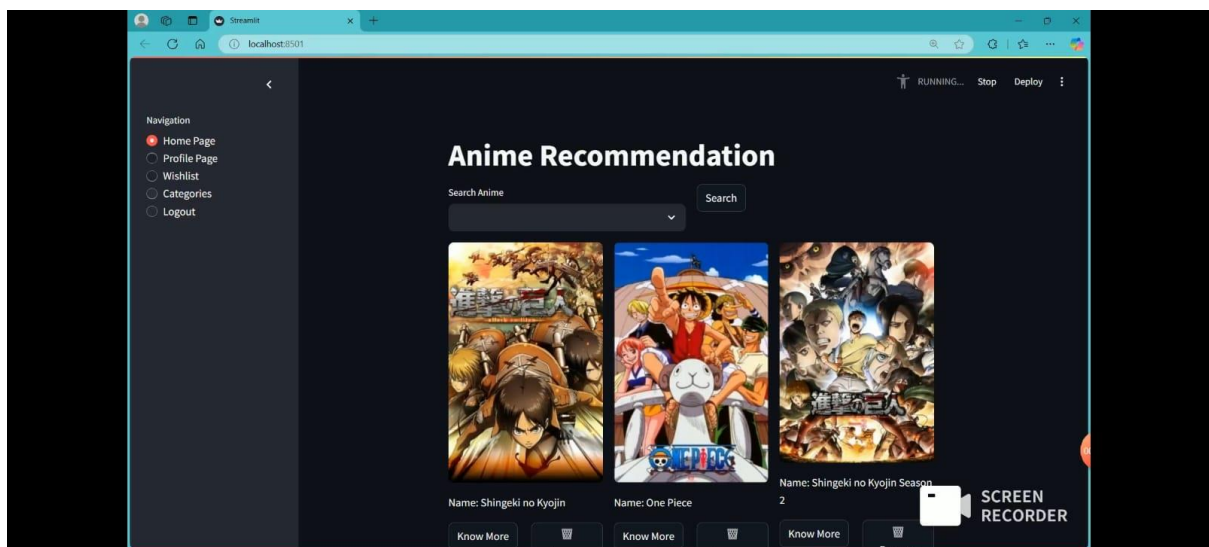 Streamlit
localhost:8501
RUNNING...
Stop
Deploy
Navigation
Home Page
Profile Page
Wishlist
Categories
Logout
Anime Recommendation
Search Anime
Search
進撃の巨人
ONE PIECE
進撃の巨人
Name: Shingeki no Kyojin
Name: One Piece
Name: Shingeki no Kyojin Season
2
Know More
Know More
Know More
SCREEN
RECORDER